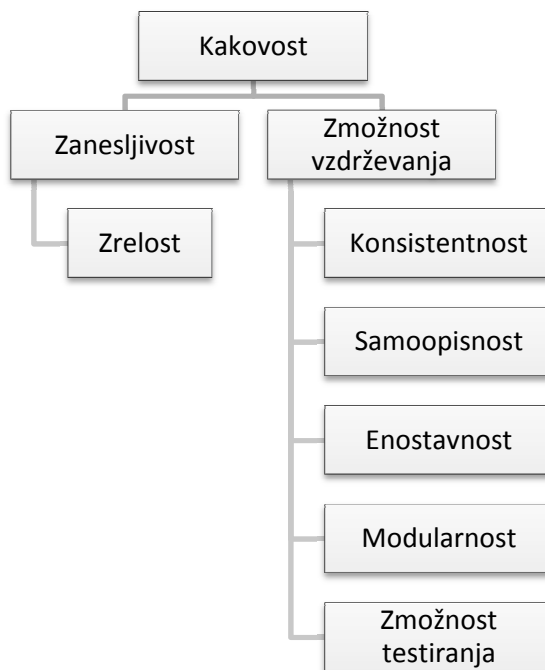 Kakovost
Zanesljivost
Zmožnost
vzdrževanja
Zrelost
Konsistentnost
Samoopisnost
Enostavnost
Modularnost
Zmožnost
testiranja